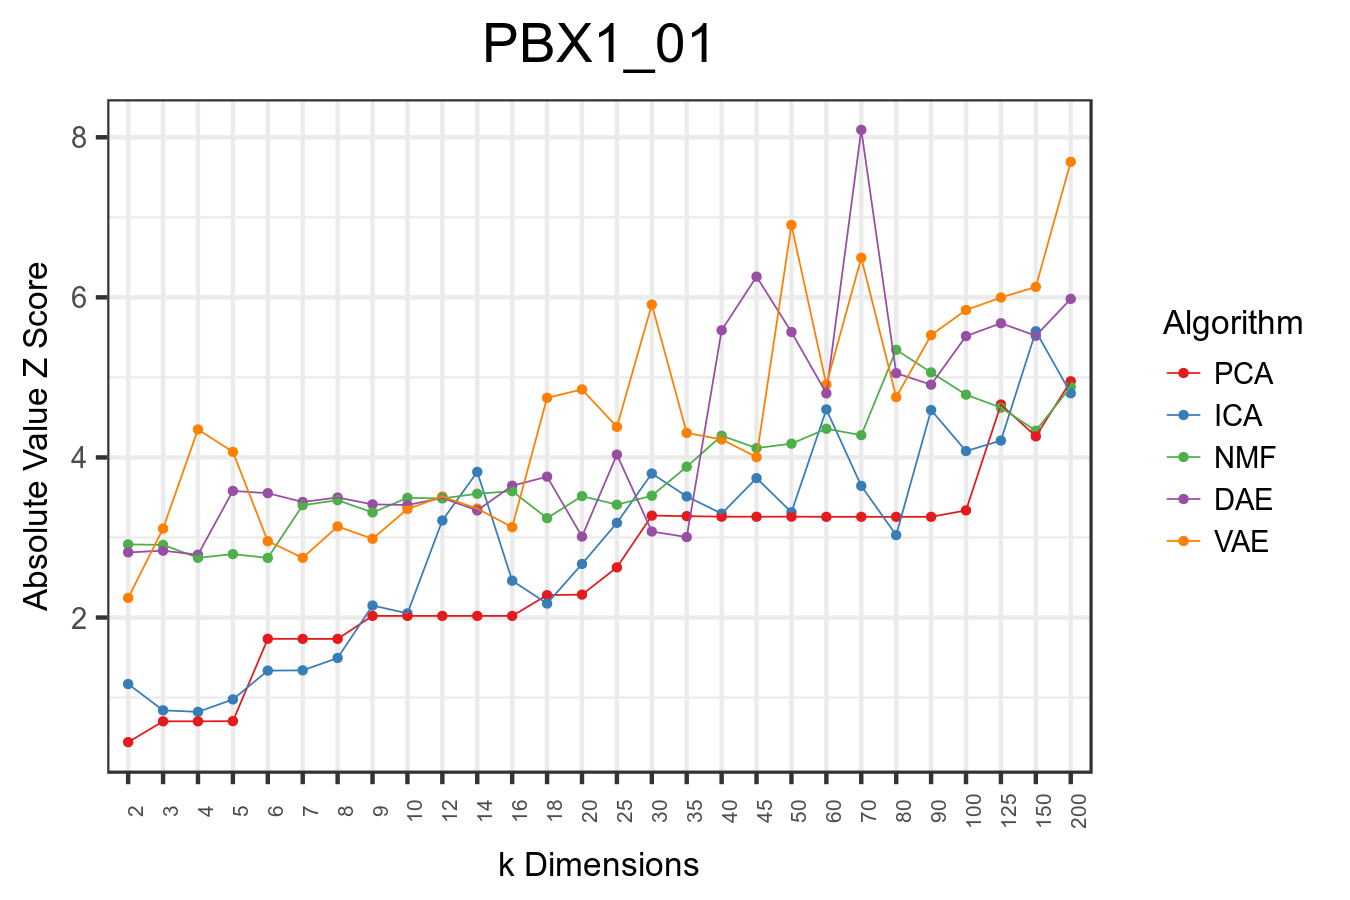 PBX1_01
Absolute Value Z Score
8
6
4
2
2 3 4 5 6 7 8 9 10 12 14 16 18 20 25 30 35 40 45 50 60 70 80 90 100 125 150 200
k Dimensions
Algorithm
PCA
ICA
NMF
DAE
VAE